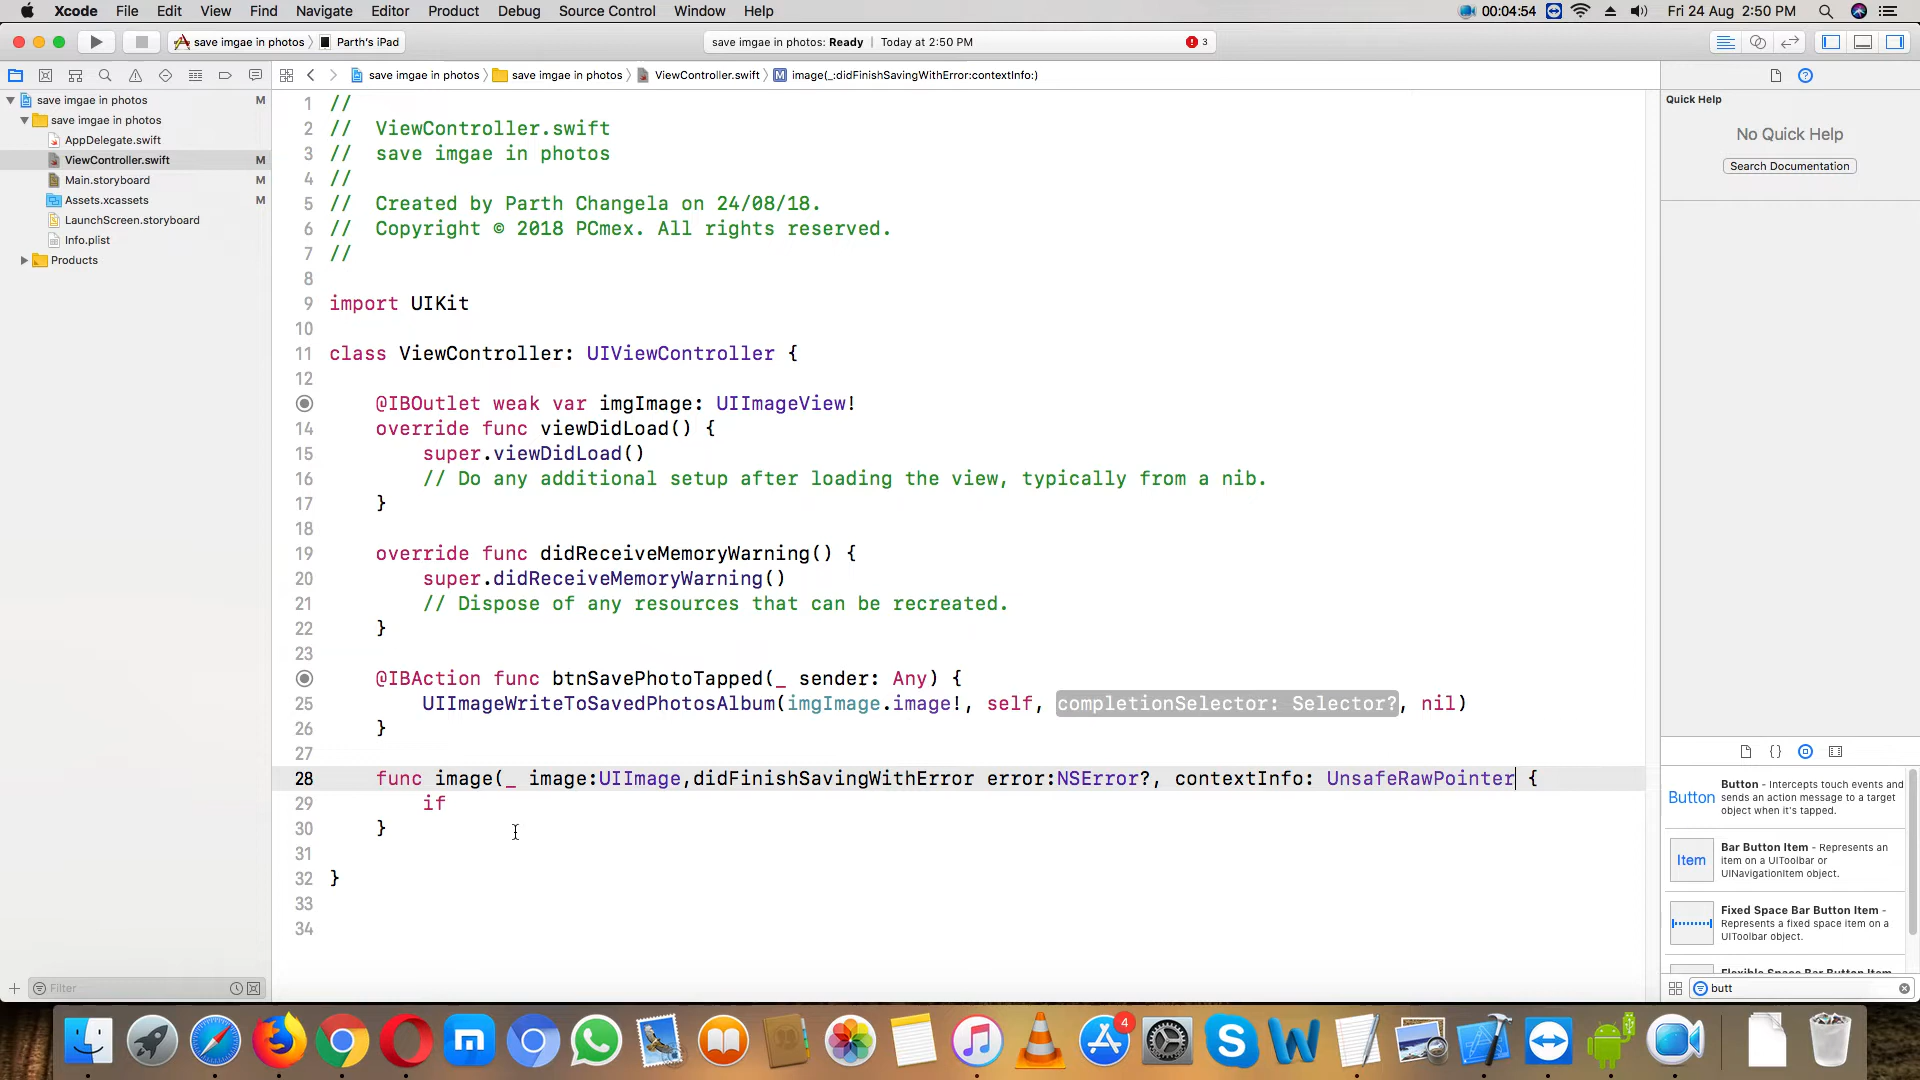 Xcode File Edit View Find Navigate Editor Product Debug Source Control Window Help 00:04:54 Fri 24 Aug 2:50 PM
save imgae in photos Parth's iPad save imgae in photos: Ready Today at 2:50 PM 3
save imgae in photos save imgae in photos ViewController.swift M image(_:didFinishSavingWithError:contextInfo:)
save imgae in photos M
save imgae in photos
AppDelegate.swift
ViewController.swift M
Main.storyboard M
Assets.xcassets M
LaunchScreen.storyboard
Info.plist
Products
Filter
1 //
2 // ViewController.swift
3 // save imgae in photos
4 //
5 // Created by Parth Changela on 24/08/18.
6 // Copyright © 2018 PCmex. All rights reserved.
7 //
8
9 import UIKit
10
11 class ViewController: UIViewController {
12
@IBOutlet weak var imgImage: UIImageView!
14 override func viewDidLoad() {
15 super.viewDidLoad()
16 // Do any additional setup after loading the view, typically from a nib.
17 }
18
19 override func didReceiveMemoryWarning() {
20 super.didReceiveMemoryWarning()
21 // Dispose of any resources that can be recreated.
22 }
23
@IBAction func btnSavePhotoTapped(_ sender: Any) {
25 UIImageWriteToSavedPhotosAlbum(imgImage.image!, self, completionSelector: Selector?, nil)
26 }
27
28 func image(_ image:UIImage,didFinishSavingWithError error:NSError?, contextInfo: UnsafeRawPointer {
29 if
30 }
31
32 }
33
34
Quick Help
No Quick Help
Search Documentation
{}
Button
Button - Intercepts touch events and
sends an action message to a target
object when it's tapped.
Item
Bar Button Item - Represents an
item on a UIToolbar or
UINavigationItem object.
Fixed Space Bar Button Item -
Represents a fixed space item on a
UIToolbar object.
Flexible Space Bar Button Item
butt
4